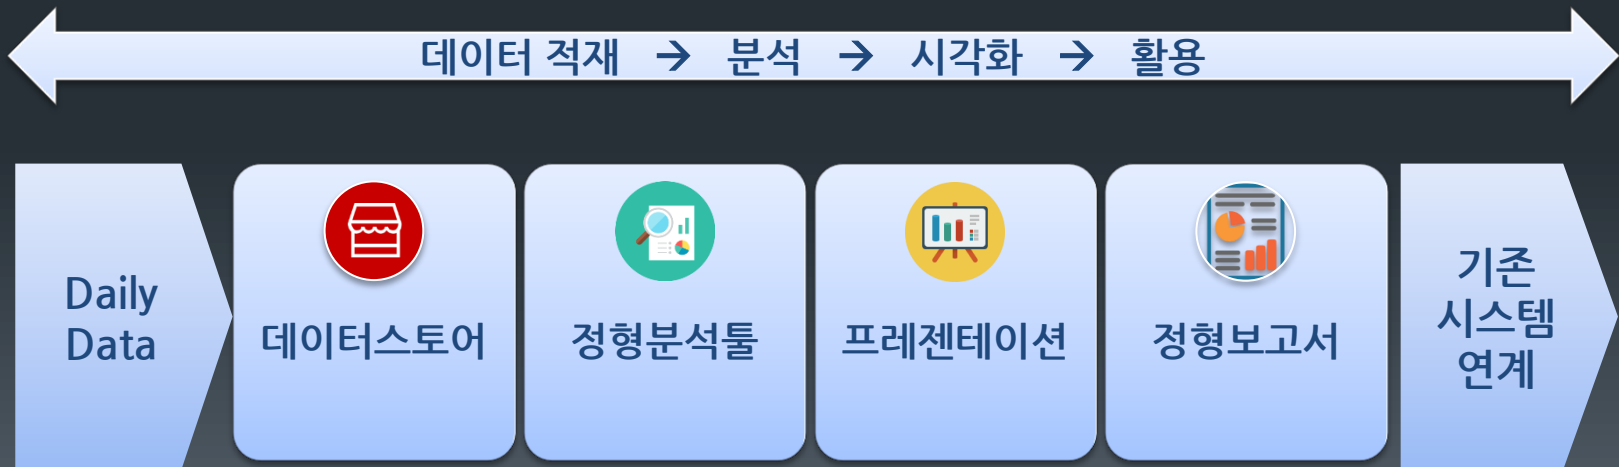 데이터 적재 → 분석 → 시각화 → 활용
Daily
Data
데이터스토어
정형분석툴
프레젠테이션
정형보고서
기존
시스템
연계